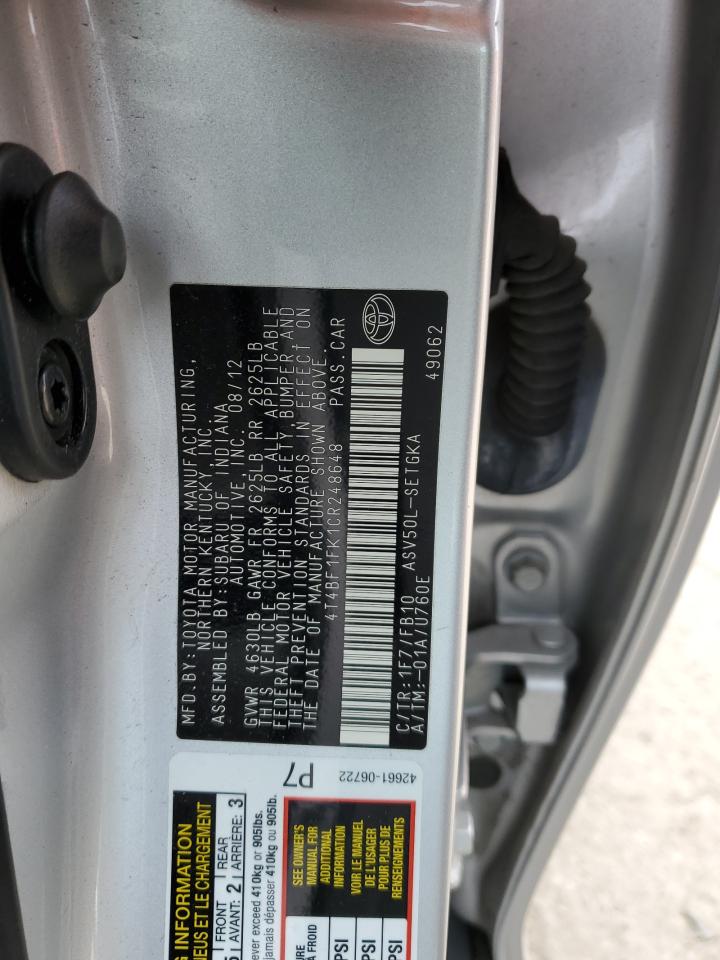 MFD.BY:TOYOTA MOTOR MANUFACTURING,
NORTHERN KENTUCKY, INC.
ASSEMBLED BY:SUBARU OF INDIANA
AUTOMOTIVE, INC. 08/12
GVWR 4630LB GAWR FR 2625LB RR 2625LB
THIS VEHICLE CONFORMS TO ALL APPLICABLE
FEDERAL MOTOR VEHICLE SAFETY, BUMPER AND
THEFT PREVENTION STANDARDS IN EFFECT ON
THE DATE OF MANUFACTURE SHOWN ABOVE.
4T4BF1FK1CR248648 PASS.CAR
C/TR:1F7/FB10 ASV50L-SETGKA
A/TM:-01A/U760E 49062
INFORMATION
NEUS ET LE CHARGEMENT
FRONT 2 REAR 3
AVANT: ARRIÈRE:
ever exceed 410kg or 905lbs.
jamais dépasser 410kg ou 905lb.
P7
42661-06722
À FROID
PSI
PSI
PSI
SEE OWNER'S
MANUAL FOR
ADDITIONAL
INFORMATION
VOIR LE MANUEL
DE L'USAGER
POUR PLUS DE
RENSEIGNEMENTS